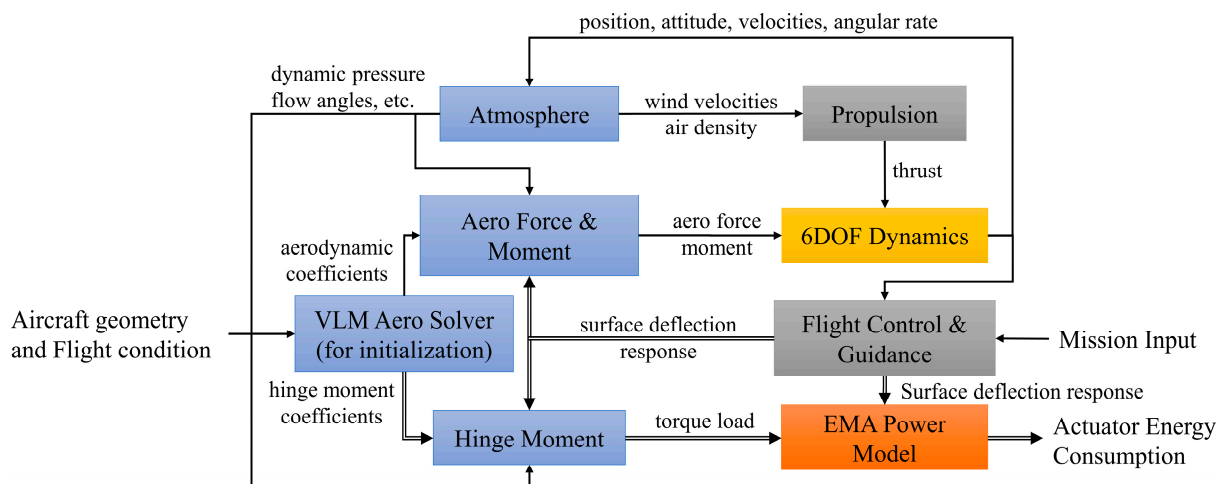 position, attitude, velocities, angular rate
dynamic pressure
flow angles, etc.
Atmosphere
wind velocities
air density
Propulsion
thrust
Aero Force &
Moment
aero force
moment
6DOF Dynamics
aerodynamic
coefficients
Aircraft geometry
and Flight condition
VLM Aero Solver
(for initialization)
surface deflection
response
Flight Control &
Guidance
Mission Input
hinge moment
coefficients
Surface deflection response
Hinge Moment
torque load
EMA Power
Model
Actuator Energy
Consumption